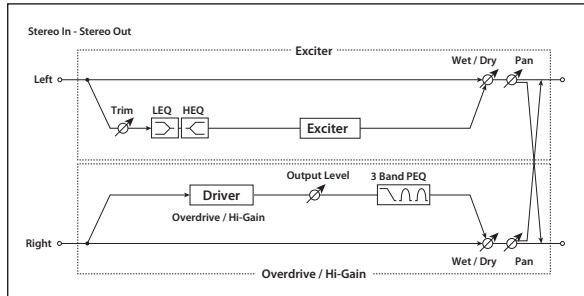 Stereo In - Stereo Out
Exciter
Wet / Dry Pan
Left
Trim LEQ HEQ
Exciter
Output Level 3 Band PEQ
Driver
Overdrive / Hi-Gain
Right
Wet / Dry Pan
Overdrive / Hi-Gain